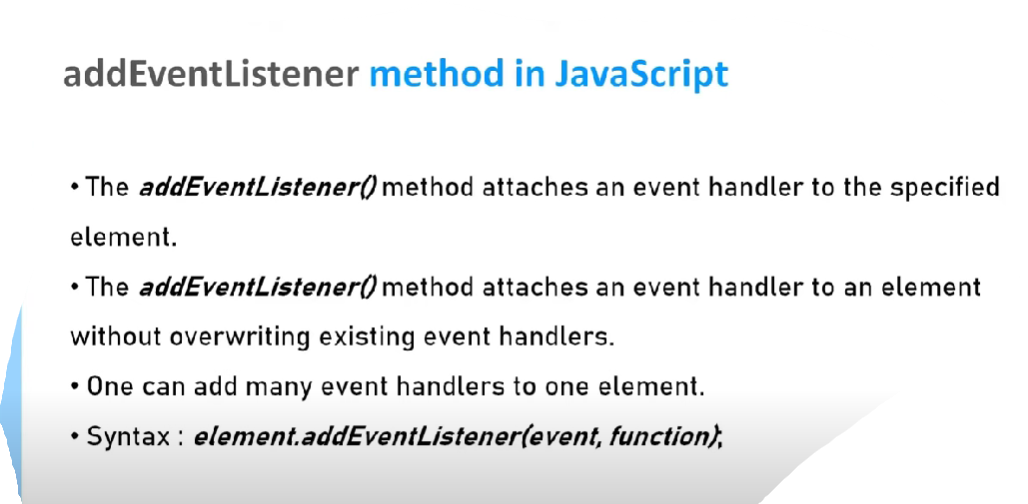 addEventListener method in JavaScript
• The addEventListener() method attaches an event handler to the specified
element.
• The addEventListener() method attaches an event handler to an element
without overwriting existing event handlers.
• One can add many event handlers to one element.
• Syntax : element.addEventListener(event, function);